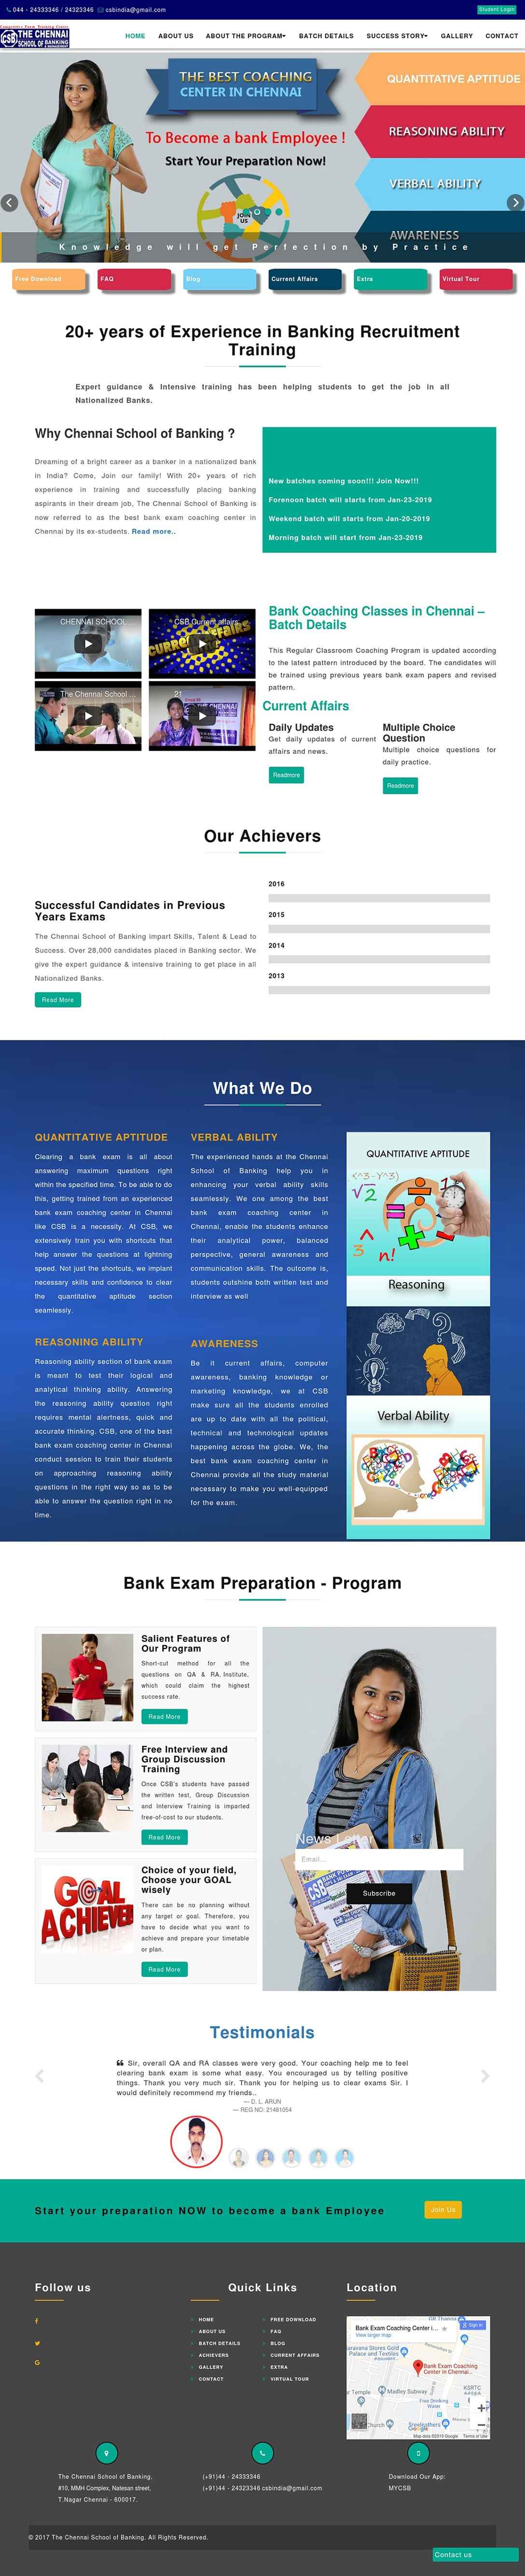 044 - 24333346 / 24323346 csbindia@gmail.com
Student Login
THE CHENNAI
SCHOOL OF BANKING
HOME ABOUT US ABOUT THE PROGRAM BATCH DETAILS SUCCESS STORY GALLERY CONTACT
THE BEST COACHING
CENTER IN CHENNAI
To Become a bank Employee !
Start Your Preparation Now!
JOIN
US
QUANTITATIVE APTITUDE
REASONING ABILITY
VERBAL ABILITY
AWARENESS
Knowledge will get Perfection by Practice
Free Download FAQ Blog Current Affairs Extra Virtual Tour
20+ years of Experience in Banking Recruitment
Training
Expert guidance & Intensive training has been helping students to get the job in all
Nationalized Banks.
Why Chennai School of Banking ?
Dreaming of a bright career as a banker in a nationalized bank
in India? Come, Join our family! With 20+ years of rich
experience in training and successfully placing banking
aspirants in their dream job, The Chennai School of Banking is
now referred to as the best bank exam coaching center in
Chennai by its ex-students. Read more..
New batches coming soon!!! Join Now!!!
Forenoon batch will starts from Jan-23-2019
Weekend batch will starts from Jan-20-2019
Morning batch will start from Jan-23-2019
CHENNAI SCHOOL ...
CSB Current affairs
The Chennai School ...
21
Bank Coaching Classes in Chennai –
Batch Details
This Regular Classroom Coaching Program is updated according
to the latest pattern introduced by the board. The candidates will
be trained using previous years bank exam papers and revised
pattern.
Current Affairs
Daily Updates
Get daily updates of current
affairs and news.
Readmore
Multiple Choice
Question
Multiple choice questions for
daily practice.
Readmore
Our Achievers
Successful Candidates in Previous
Years Exams
The Chennai School of Banking impart Skills, Talent & Lead to
Success. Over 28,000 candidates placed in Banking sector. We
give the expert guidance & intensive training to get place in all
Nationalized Banks.
Read More
2016
2015
2014
2013
What We Do
QUANTITATIVE APTITUDE
Clearing a bank exam is all about
answering maximum questions right
within the specified time. To be able to do
this, getting trained from an experienced
bank exam coaching center in Chennai
like CSB is a necessity. At CSB, we
extensively train you with shortcuts that
help answer the questions at lightning
speed. Not just the shortcuts, we implant
necessary skills and confidence to clear
the quantitative aptitude section
seamlessly.
VERBAL ABILITY
The experienced hands at the Chennai
School of Banking help you in
enhancing your verbal ability skills
seamlessly. We one among the best
bank exam coaching center in
Chennai, enable the students enhance
their analytical power, balanced
perspective, general awareness and
communication skills. The outcome is,
students outshine both written test and
interview as well
REASONING ABILITY
Reasoning ability section of bank exam
is meant to test their logical and
analytical thinking ability. Answering
the reasoning ability question right
requires mental alertness, quick and
accurate thinking. CSB, one of the best
bank exam coaching center in Chennai
conduct session to train their students
on approaching reasoning ability
questions in the right way so as to be
able to answer the question right in no
time.
AWARENESS
Be it current affairs, computer
awareness, banking knowledge or
marketing knowledge, we at CSB
make sure all the students enrolled
are up to date with all the political,
technical and technological updates
happening across the globe. We, the
best bank exam coaching center in
Chennai provide all the study material
necessary to make you well-equipped
for the exam.
QUANTITATIVE APTITUDE
Reasoning
Verbal Ability
Bank Exam Preparation - Program
Salient Features of
Our Program
Short-cut method for all the
questions on QA & RA. Institute,
which could claim the highest
success rate.
Read More
Free Interview and
Group Discussion
Training
Once CSB's students have passed
the written test, Group Discussion
and Interview Training is imparted
free-of-cost to our students.
Read More
GOAL
ACHIEVED
Choice of your field,
Choose your GOAL
wisely
There can be no planning without
any target or goal. Therefore, you
have to decide what you want to
achieve and prepare your timetable
or plan.
Read More
News Letter
Email...
Subscribe
Testimonials
Sir, overall QA and RA classes were very good. Your coaching help me to feel
clearing bank exam is some what easy. You encouraged us by telling positive
things. Thank you very much sir. Thank you for helping us to clear exams Sir. I
would definitely recommend my friends..
— D. L. ARUN
— REG NO: 21481054
Start your preparation NOW to become a bank Employee
Join Us
Follow us
Quick Links
HOME
ABOUT US
BATCH DETAILS
ACHIEVERS
GALLERY
CONTACT
FREE DOWNLOAD
FAQ
BLOG
CURRENT AFFAIRS
EXTRA
VIRTUAL TOUR
Location
Bank Exam Coaching Center i...
View larger map
Sign in
aravana Stores Gold
Palace and Textiles
Bank Exam Coaching
Center in Chennai...
r Temple
Madley Subway
KSRTC
Free Drinking
Water
Church
Sreeleathers
Google
Map data ©2019 Google Terms of Use
The Chennai School of Banking,
#10, MMH Complex, Natesan street,
T.Nagar Chennai - 600017.
(+91)44 - 24333346
(+91)44 - 24323346 csbindia@gmail.com
Download Our App:
MYCSB
© 2017 The Chennai School of Banking. All Rights Reserved.
Contact us